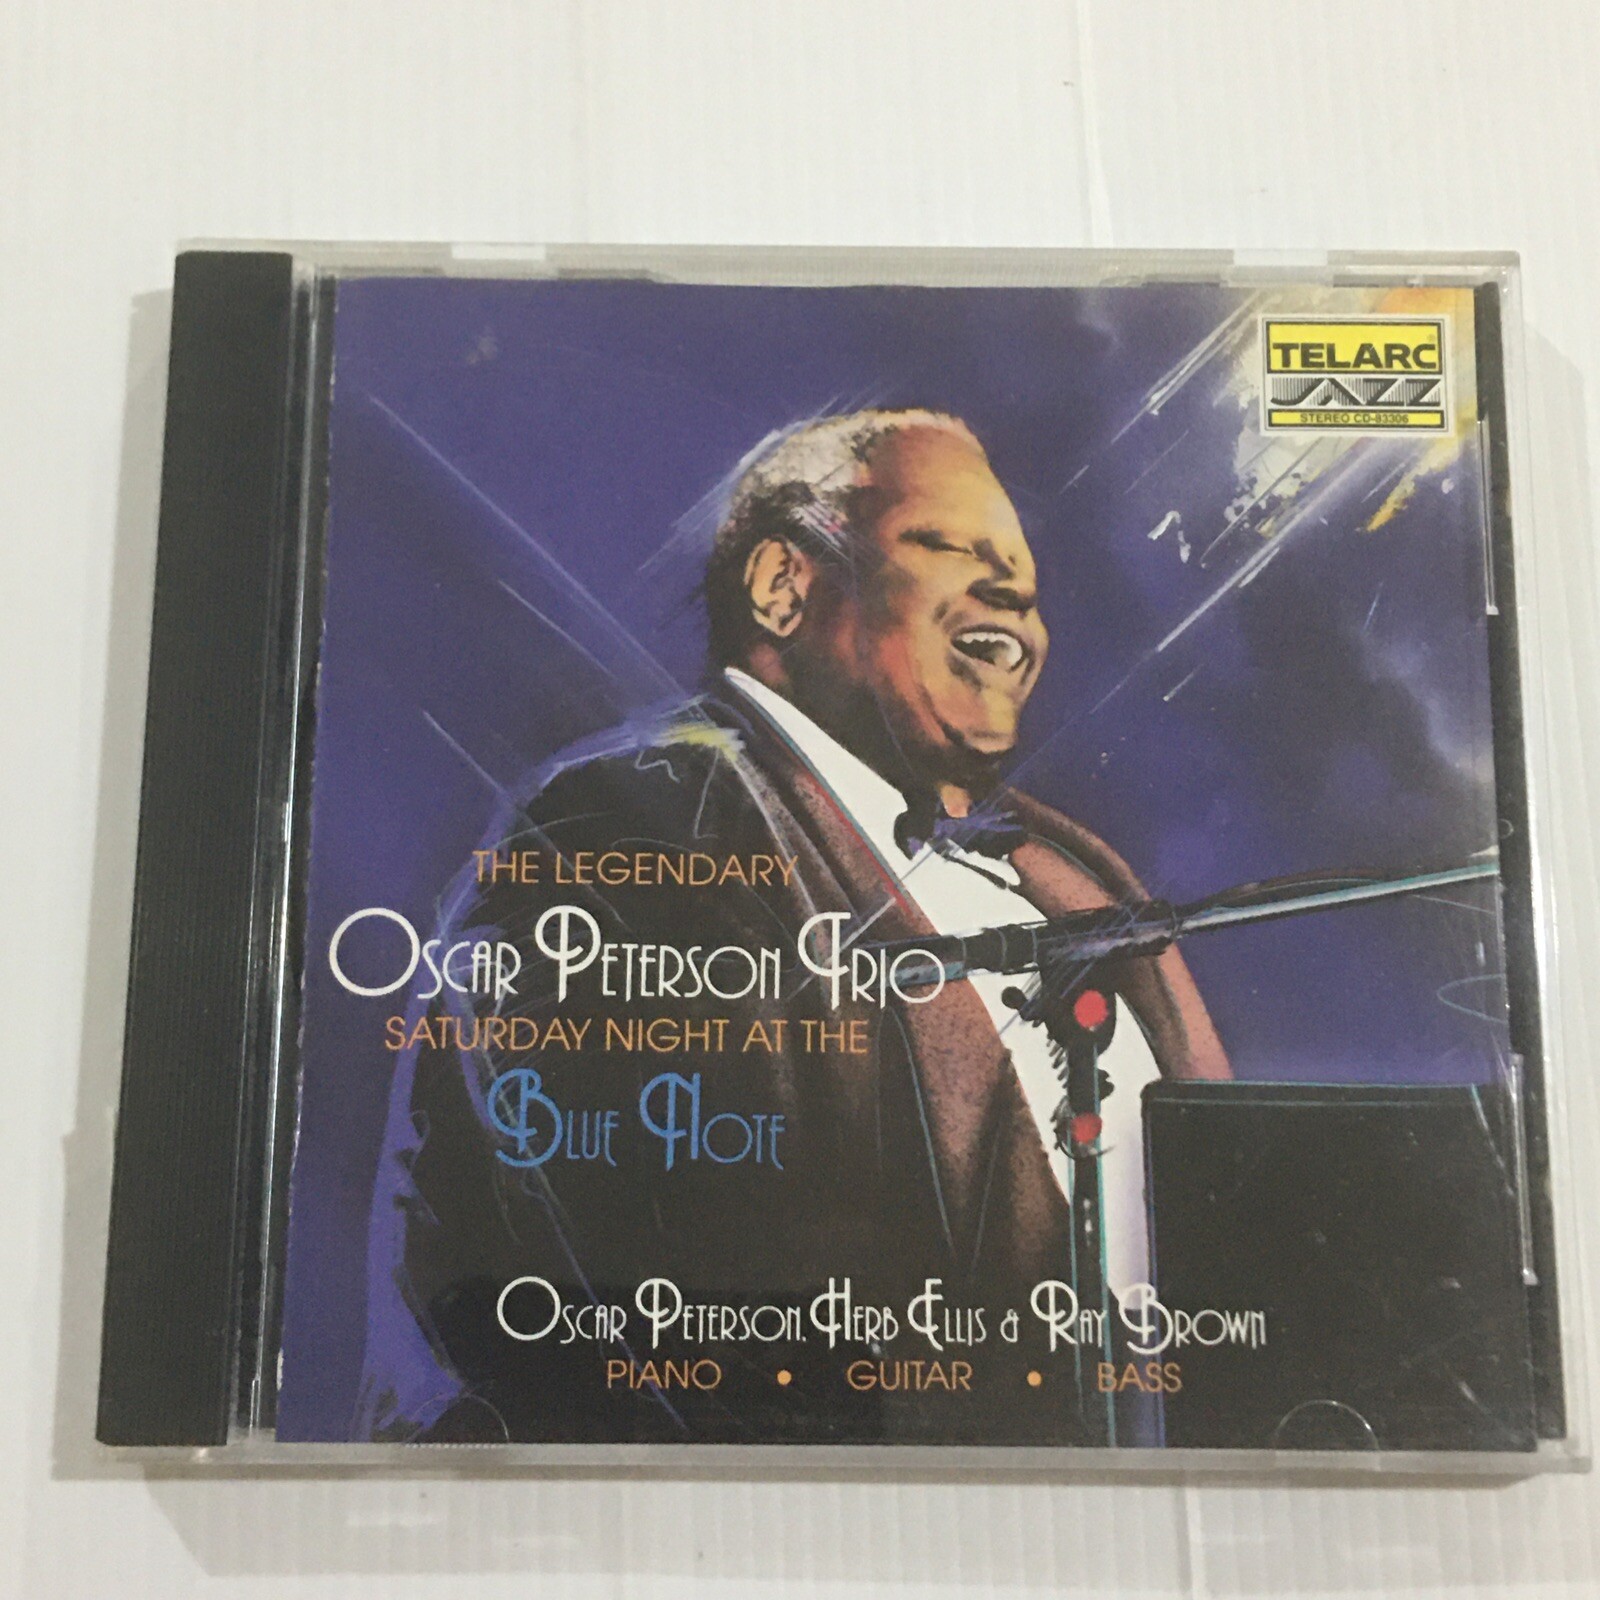 TELARC
JAZZ
STEREO CD-83306
THE LEGENDARY
OSCAR PETERSON TRIO
SATURDAY NIGHT AT THE
BLUE NOTE
OSCAR PETERSON, HERB ELLIS & RAY BROWN
PIANO • GUITAR • BASS